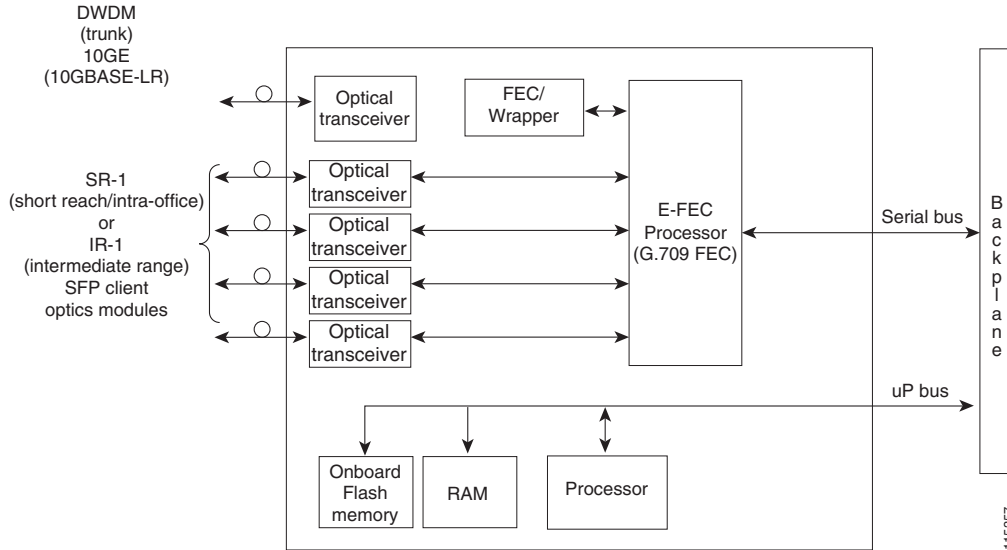 DWDM
(trunk)
10GE
(10GBASE-LR)
Optical
transceiver
FEC/
Wrapper
SR-1
(short reach/intra-office)
or
IR-1
(intermediate range)
SFP client
optics modules
Optical
transceiver
Optical
transceiver
Optical
transceiver
Optical
transceiver
E-FEC
Processor
(G.709 FEC)
Serial bus
Backplane
uP bus
Onboard
Flash
memory
RAM
Processor